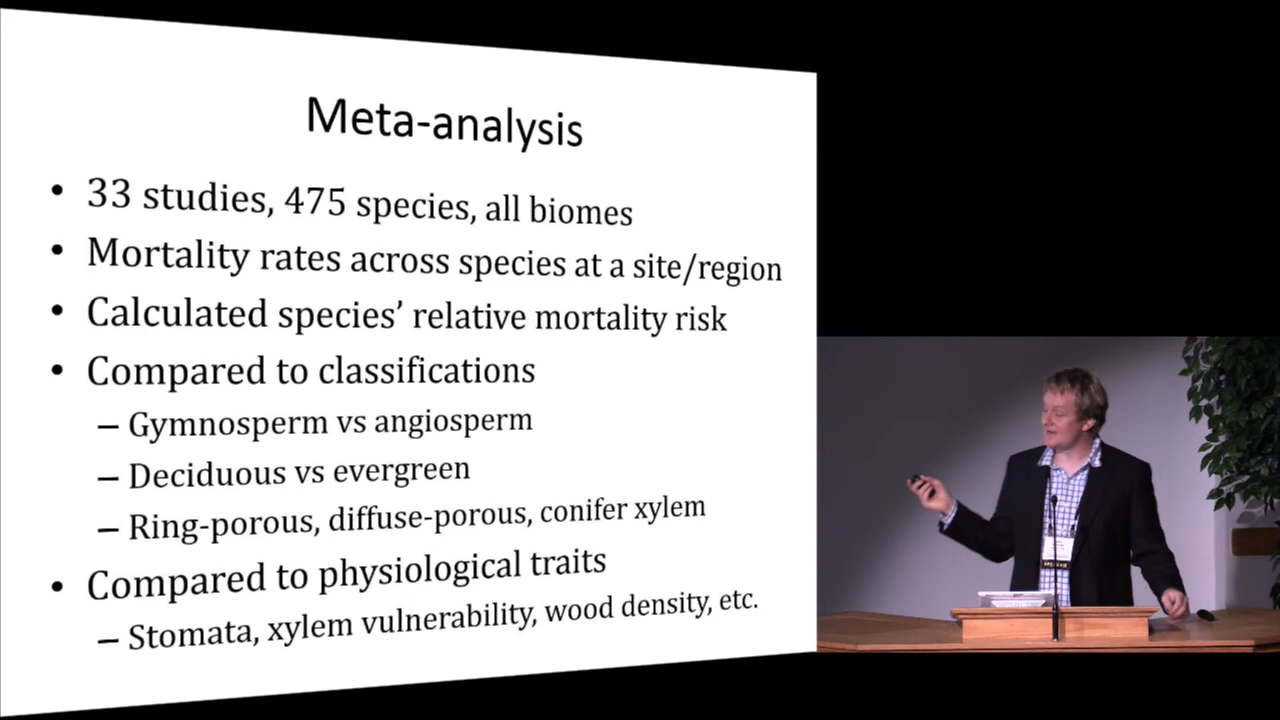 Meta-analysis
• 33 studies, 475 species, all biomes
• Mortality rates across species at a site/region
• Calculated species’ relative mortality risk
• Compared to classifications
– Gymnosperm vs angiosperm
– Deciduous vs evergreen
– Ring-porous, diffuse-porous, conifer xylem
• Compared to physiological traits
– Stomata, xylem vulnerability, wood density, etc.